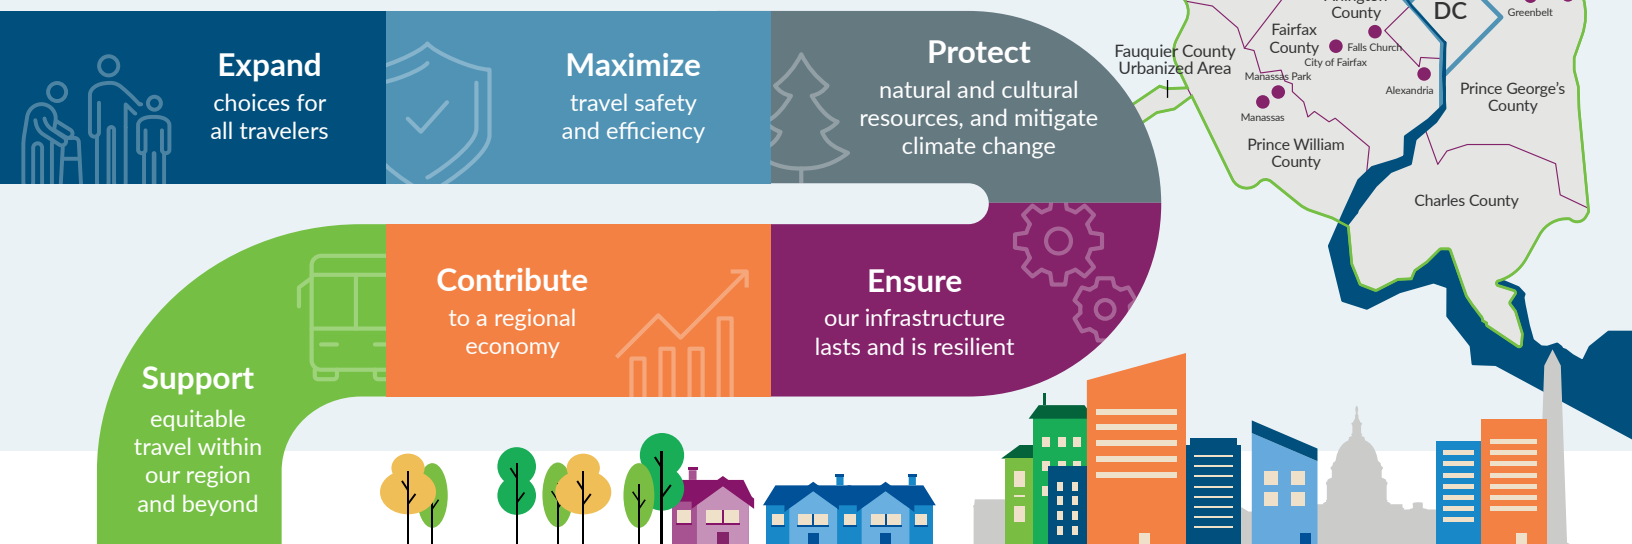 Expand
choices for
all travelers
Maximize
travel safety
and efficiency
Protect
natural and cultural
resources, and mitigate
climate change
Ensure
our infrastructure
lasts and is resilient
Contribute
to a regional
economy
Support
equitable
travel within
our region
and beyond
County
DC
Greenbelt
Fairfax
County
Falls Church
City of Fairfax
Fauquier County
Urbanized Area
Manassas Park
Alexandria
Prince George's
County
Manassas
Prince William
County
Charles County